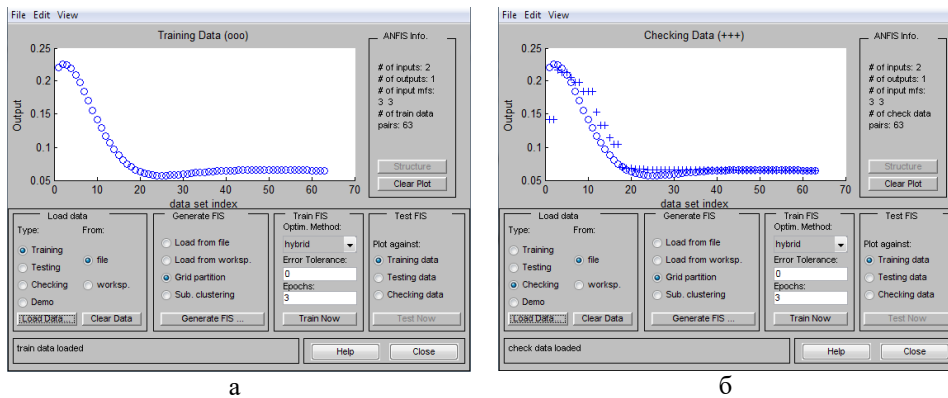 File Edit View
Training Data (ooo)
0.25
0.2
0.15
0.1
0.05
Output
0 10 20 30 40 50 60 70
data set index
ANFIS Info.
# of inputs: 2
# of outputs: 1
# of input mfs:
3 3
# of train data
pairs: 63
Structure
Clear Plot
Load data
Type: From:
Training
Testing
Checking
Demo
file
worksp.
Load Data... Clear Data
Generate FIS
Load from file
Load from worksp.
Grid partition
Sub. clustering
Generate FIS ...
Train FIS
Optim. Method:
hybrid
Error Tolerance:
0
Epochs:
3
Train Now
Test FIS
Plot against:
Training data
Testing data
Checking data
Test Now
train data loaded
Help Close
а
File Edit View
Checking Data (+++)
0.25
0.2
0.15
0.1
0.05
Output
0 10 20 30 40 50 60 70
data set index
ANFIS Info.
# of inputs: 2
# of outputs: 1
# of input mfs:
3 3
# of check data
pairs: 63
Structure
Clear Plot
Load data
Type: From:
Training
Testing
Checking
Demo
file
worksp.
Load Data... Clear Data
Generate FIS
Load from file
Load from worksp.
Grid partition
Sub. clustering
Generate FIS ...
Train FIS
Optim. Method:
hybrid
Error Tolerance:
0
Epochs:
3
Train Now
Test FIS
Plot against:
Training data
Testing data
Checking data
Test Now
check data loaded
Help Close
б